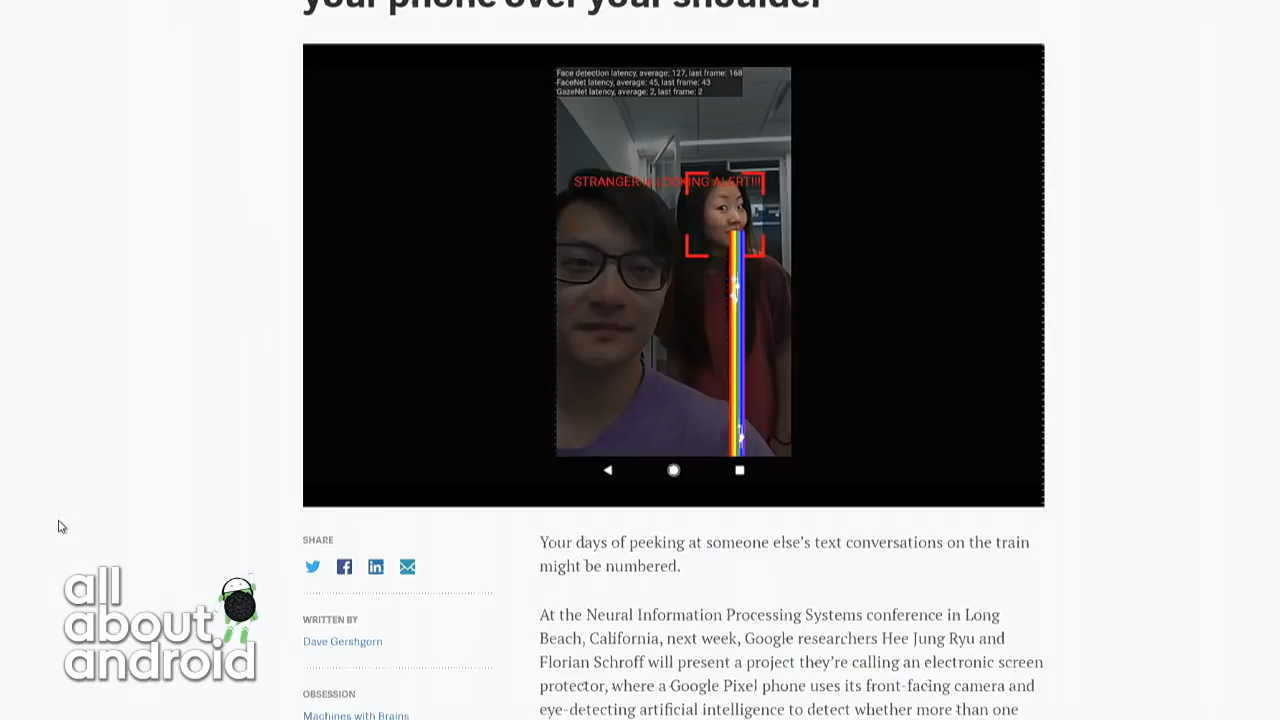 your phone over your shoulder
Face detection latency, average: 127, last frame: 168
FaceNet latency, average: 45, last frame: 43
GazeNet latency, average: 2, last frame: 2
STRANGER IS LOOKING ALERT!!!
SHARE
WRITTEN BY
Dave Gershgorn
OBSESSION
Machines with Brains
Your days of peeking at someone else's text conversations on the train
might be numbered.
At the Neural Information Processing Systems conference in Long
Beach, California, next week, Google researchers Hee Jung Ryu and
Florian Schroff will present a project they're calling an electronic screen
protector, where a Google Pixel phone uses its front-facing camera and
eye-detecting artificial intelligence to detect whether more than one
all
about
android